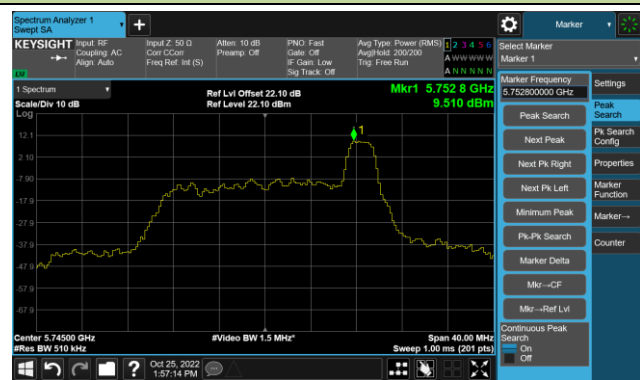 Spectrum Analyzer 1
Swept SA
+
Marker
KEYSIGHT
Input: RF
Coupling: AC
Align: Auto
Input Z: 50 Ω
Corr CCorr
Freq Ref: Int (S)
Atten: 10 dB
Preamp: Off
PNO: Fast
Gate: Off
IF Gain: Low
Sig Track: Off
Avg Type: Power (RMS)
Avg|Hold: 200/200
Trig: Free Run
1 2 3 4 5 6
A W W W W W
A N N N N N
Select Marker
Marker 1
LW
1 Spectrum
Scale/Div 10 dB
Log
Ref Lvl Offset 22.10 dB
Ref Level 22.10 dBm
Mkr1 5.752 8 GHz
9.510 dBm
1
12.1
2.10
-7.90
-17.9
-27.9
-37.9
-47.9
-57.9
-67.9
Center 5.74500 GHz
#Res BW 510 kHz
#Video BW 1.5 MHz*
Span 40.00 MHz
Sweep 1.00 ms (201 pts)
Marker Frequency
5.752800000 GHz
Peak Search
Next Peak
Next Pk Right
Next Pk Left
Minimum Peak
Pk-Pk Search
Marker Delta
Mkr→CF
Mkr→Ref Lvl
Continuous Peak
Search
On
Off
Settings
Peak
Search
Pk Search
Config
Properties
Marker
Function
Marker→
Counter
?
Oct 25, 2022
1:57:14 PM